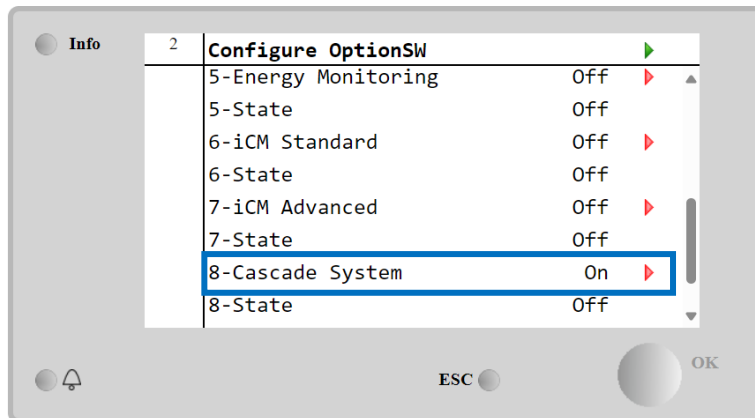 Info
2 Configure OptionSW
5-Energy Monitoring Off
5-State Off
6-iCM Standard Off
6-State Off
7-iCM Advanced Off
7-State Off
8-Cascade System On
8-State Off
ESC OK